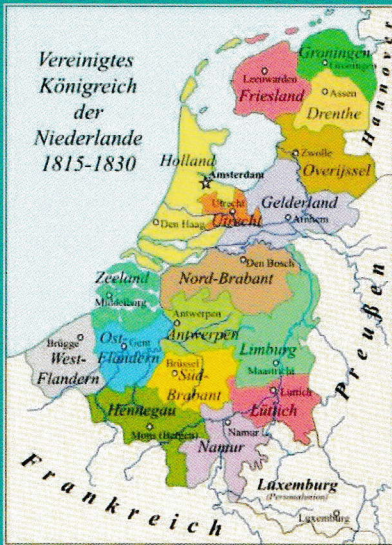 Vereinigtes
Königreich
der
Niederlande
1815-1830
Groningen
Groningen
Leeuwarden
Friesland
Assen
Drenthe
Hannover
Zwolle
Overijssel
Holland
Amsterdam
Gelderland
Utrecht
Utrecht
Arnhem
Den Haag
Den Bosch
Nord-Brabant
Zeeland
Middelburg
Preußen
Antwerpen
Antwerpen
Brügge
West-
Flandern
Ost-
Gent
Flandern
Limburg
Maastricht
Brüssel
Süd-
Brabant
Lüttich
Lüttich
Hennegau
Mons (Bergen)
Namur
Namur
Frankreich
Luxemburg
(Personalunion)
Luxemburg